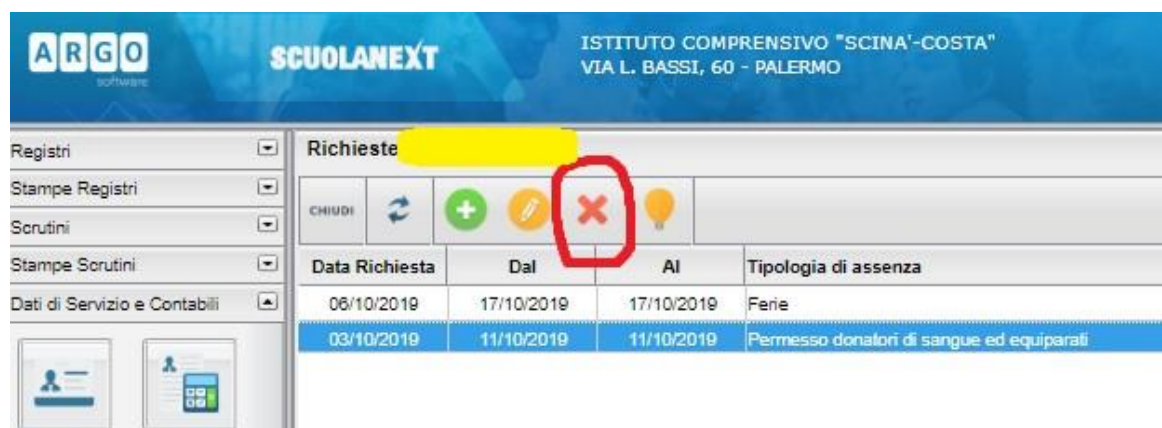 ARGO
software
SCUOLANEXT
ISTITUTO COMPRENSIVO "SCINA'-COSTA"
VIA L. BASSI, 60 - PALERMO
Registri
Stampe Registri
Scrutini
Stampe Scrutini
Dati di Servizio e Contabili
Richieste
CHIUDI
Data Richiesta Dal Al Tipologia di assenza
06/10/2019 17/10/2019 17/10/2019 Ferie
03/10/2019 11/10/2019 11/10/2019 Permesso donatori di sangue ed equiparati